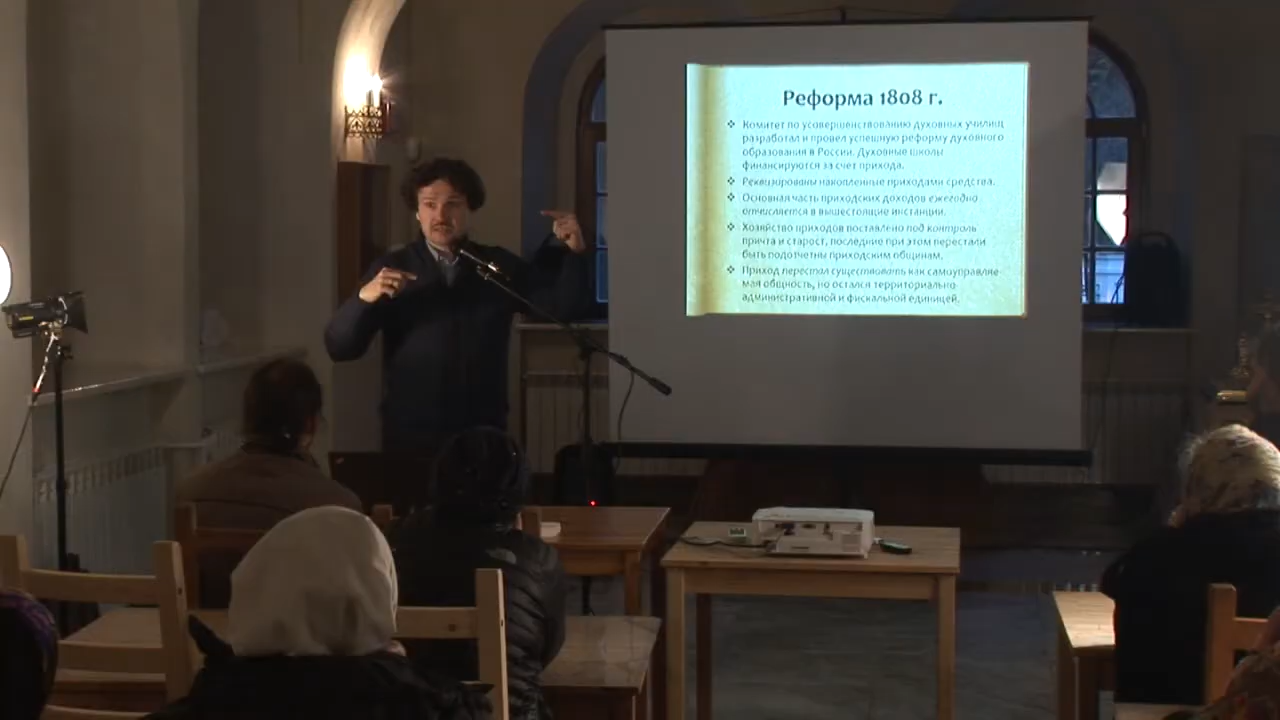 Реформа 1808 г.
❖ Комитет по усовершенствованию духовных училищ
разработал и провел успешную реформу духовного
образования в России. Духовные школы
финансируются за счет прихода.
❖ Реквизированы накопленные приходами средства.
❖ Основная часть приходских доходов ежегодно
отчисляется в вышестоящие инстанции.
❖ Хозяйство приходов поставлено под контроль
причта и старост, последние при этом перестали
быть подотчетны приходским общинам.
❖ Приход перестал существовать как самоуправляе-
мая общность, но остался территориально
административной и фискальной единицей.